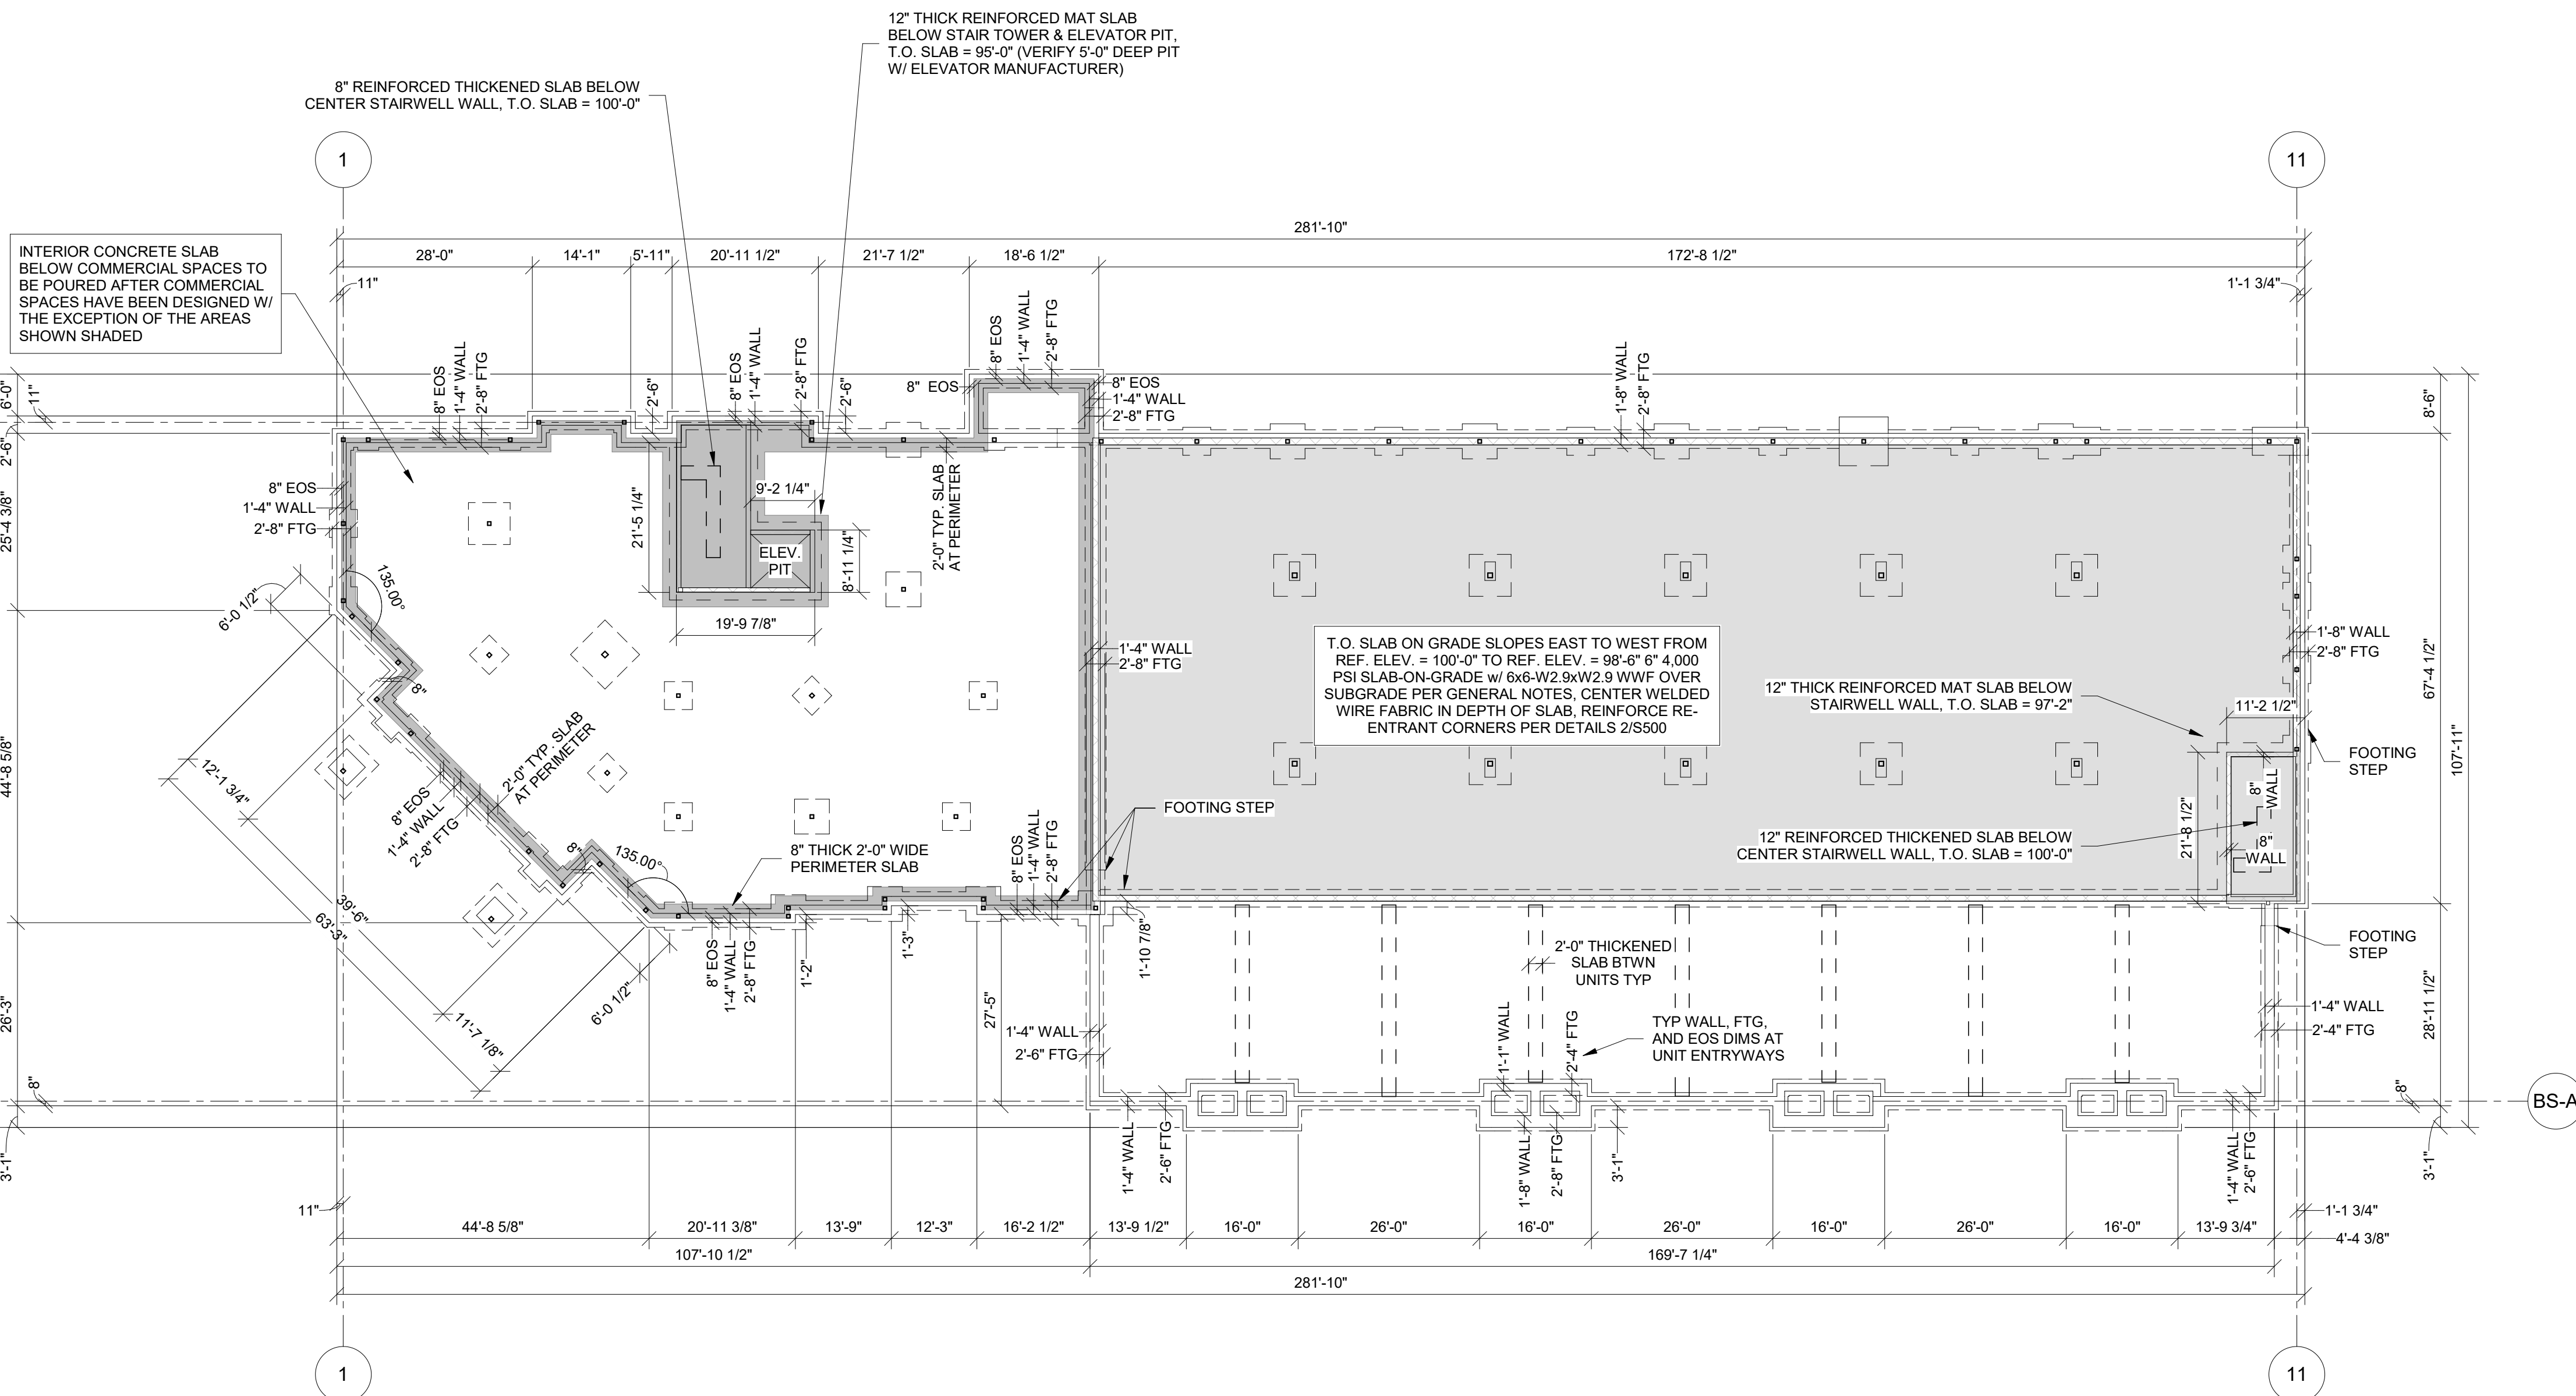 12" THICK REINFORCED MAT SLAB
BELOW STAIR TOWER & ELEVATOR PIT,
T.O. SLAB = 95'-0" (VERIFY 5'-0" DEEP PIT
W/ ELEVATOR MANUFACTURER)
8" REINFORCED THICKENED SLAB BELOW
CENTER STAIRWELL WALL, T.O. SLAB = 100'-0"
1
11
281'-10"
28'-0"
14'-1"
5'-11"
20'-11 1/2"
21'-7 1/2"
18'-6 1/2"
172'-8 1/2"
11"
1'-1 3/4"
INTERIOR CONCRETE SLAB
BELOW COMMERCIAL SPACES TO
BE POURED AFTER COMMERCIAL
SPACES HAVE BEEN DESIGNED W/
THE EXCEPTION OF THE AREAS
SHOWN SHADED
6'-0"
11"
2'-6"
25'-4 3/8"
44'-8 5/8"
26'-3"
8"
3'-1"
8" EOS
1'-4" WALL
2'-8" FTG
2'-6"
8" EOS
1'-4" WALL
2'-8" FTG
2'-6"
8" EOS
8" EOS
1'-4" WALL
2'-8" FTG
8" EOS
1'-4" WALL
2'-8" FTG
1'-8" WALL
2'-8" FTG
8'-6"
8" EOS
1'-4" WALL
2'-8" FTG
21'-5 1/4"
9'-2 1/4"
ELEV.
PIT
8'-11 1/4"
19'-9 7/8"
2'-0" TYP. SLAB
AT PERIMETER
135.00°
6'-0 1/2"
8"
12'-1 3/4"
8" EOS
1'-4" WALL
2'-8" FTG
2'-0" TYP. SLAB
AT PERIMETER
39'-6"
63'-3"
11'-7 1/8"
6'-0 1/2"
8"
135.00°
8" THICK 2'-0" WIDE
PERIMETER SLAB
1'-4" WALL
2'-8" FTG
T.O. SLAB ON GRADE SLOPES EAST TO WEST FROM
REF. ELEV. = 100'-0" TO REF. ELEV. = 98'-6" 6" 4,000
PSI SLAB-ON-GRADE w/ 6x6-W2.9xW2.9 WWF OVER
SUBGRADE PER GENERAL NOTES, CENTER WELDED
WIRE FABRIC IN DEPTH OF SLAB, REINFORCE RE-
ENTRANT CORNERS PER DETAILS 2/S500
1'-8" WALL
2'-8" FTG
67'-4 1/2"
107'-11"
12" THICK REINFORCED MAT SLAB BELOW
STAIRWELL WALL, T.O. SLAB = 97'-2"
11'-2 1/2"
FOOTING
STEP
8"
WALL
21'-8 1/2"
8"
WALL
12" REINFORCED THICKENED SLAB BELOW
CENTER STAIRWELL WALL, T.O. SLAB = 100'-0"
FOOTING STEP
8" EOS
1'-4" WALL
2'-8" FTG
8" EOS
1'-4" WALL
2'-8" FTG
1'-2"
1'-3"
27'-5"
1'-10 7/8"
1'-4" WALL
2'-6" FTG
2'-0" THICKENED
SLAB BTWN
UNITS TYP
1'-1" WALL
2'-4" FTG
TYP WALL, FTG,
AND EOS DIMS AT
UNIT ENTRYWAYS
FOOTING
STEP
1'-4" WALL
2'-4" FTG
28'-11 1/2"
8"
BS-A
3'-1"
1'-4" WALL
2'-6" FTG
1'-8" WALL
2'-8" FTG
3'-1"
1'-4" WALL
2'-6" FTG
11"
1'-1 3/4"
44'-8 5/8"
20'-11 3/8"
13'-9"
12'-3"
16'-2 1/2"
13'-9 1/2"
16'-0"
26'-0"
16'-0"
26'-0"
16'-0"
26'-0"
16'-0"
13'-9 3/4"
4'-4 3/8"
107'-10 1/2"
169'-7 1/4"
281'-10"
1
11